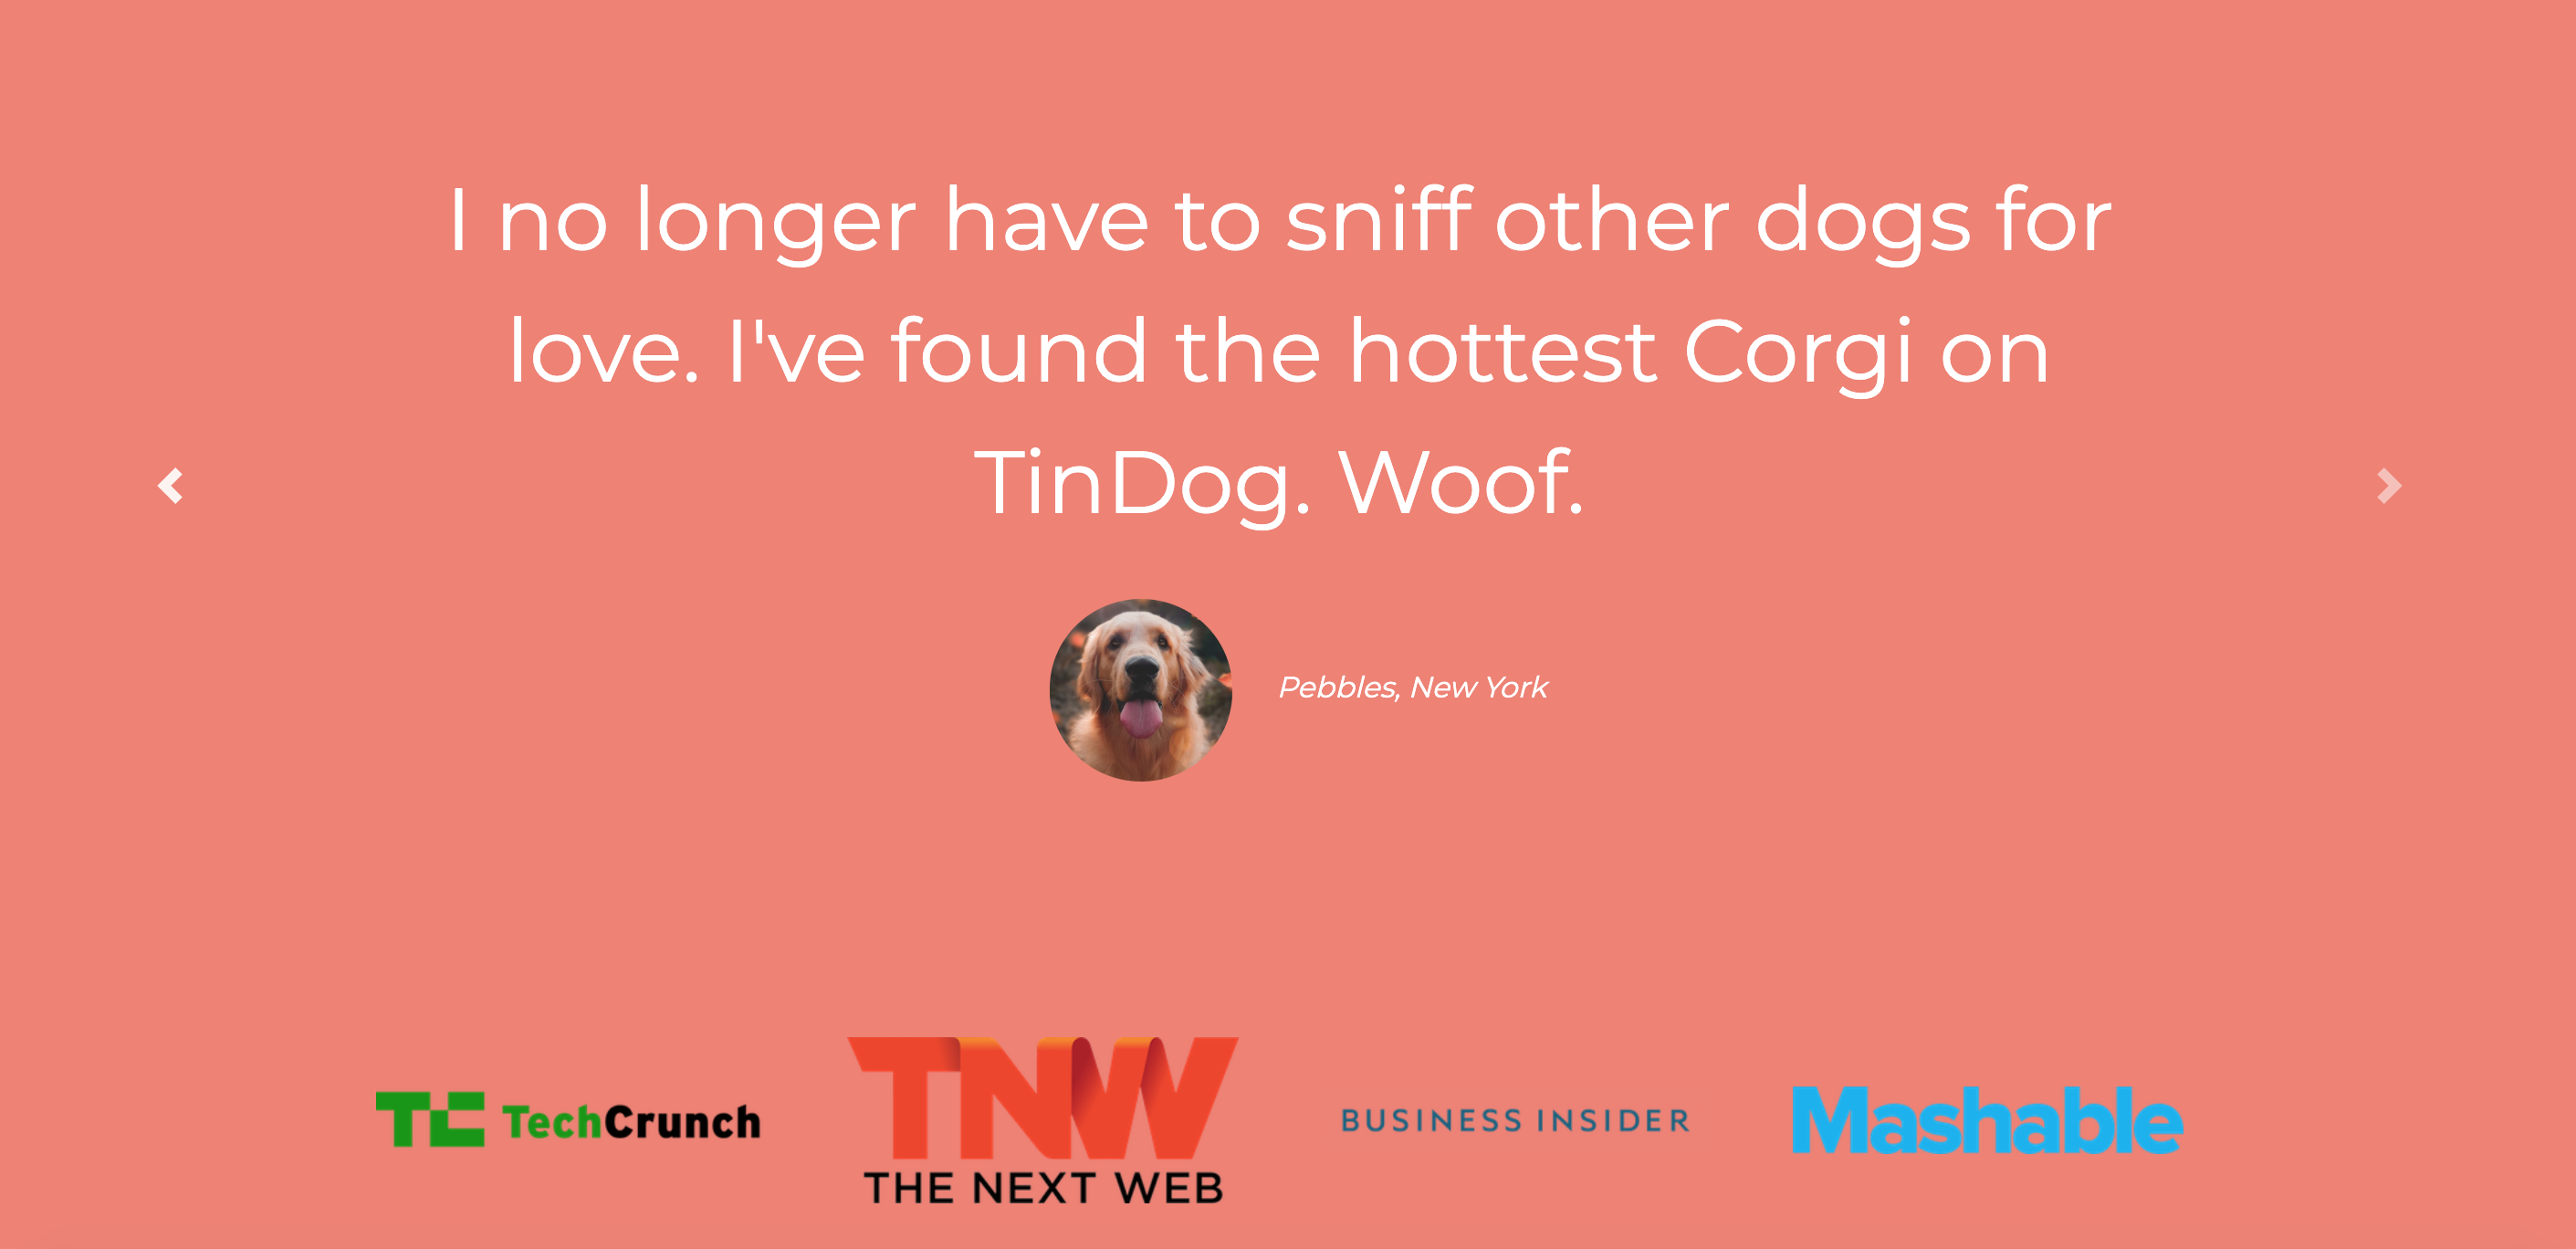 I no longer have to sniff other dogs for
love. I've found the hottest Corgi on
TinDog. Woof.
Pebbles, New York
TC TechCrunch
TNW
THE NEXT WEB
BUSINESS INSIDER
Mashable